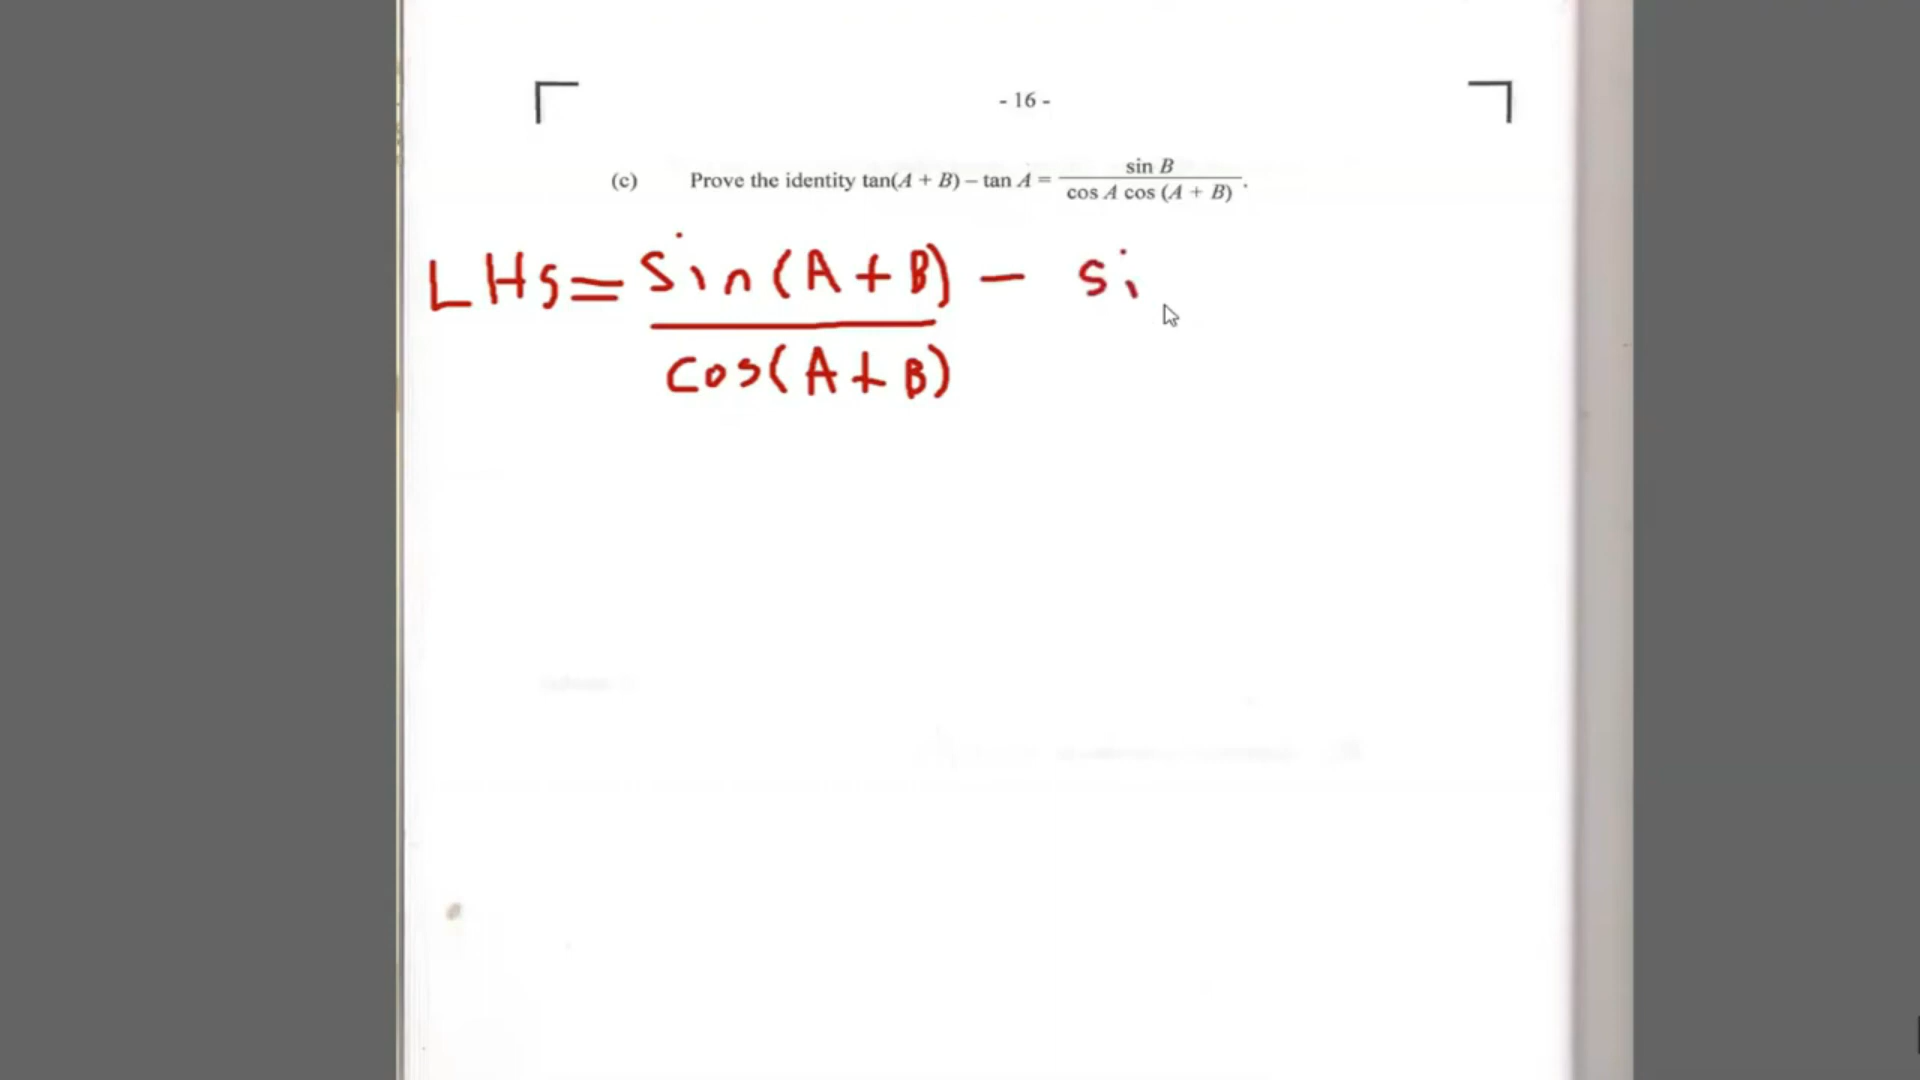 - 16 -
(c) Prove the identity tan(A + B) – tan A = sin B / cos A cos (A + B) .
LHS = sin(A+B) – si
cos(A+B)